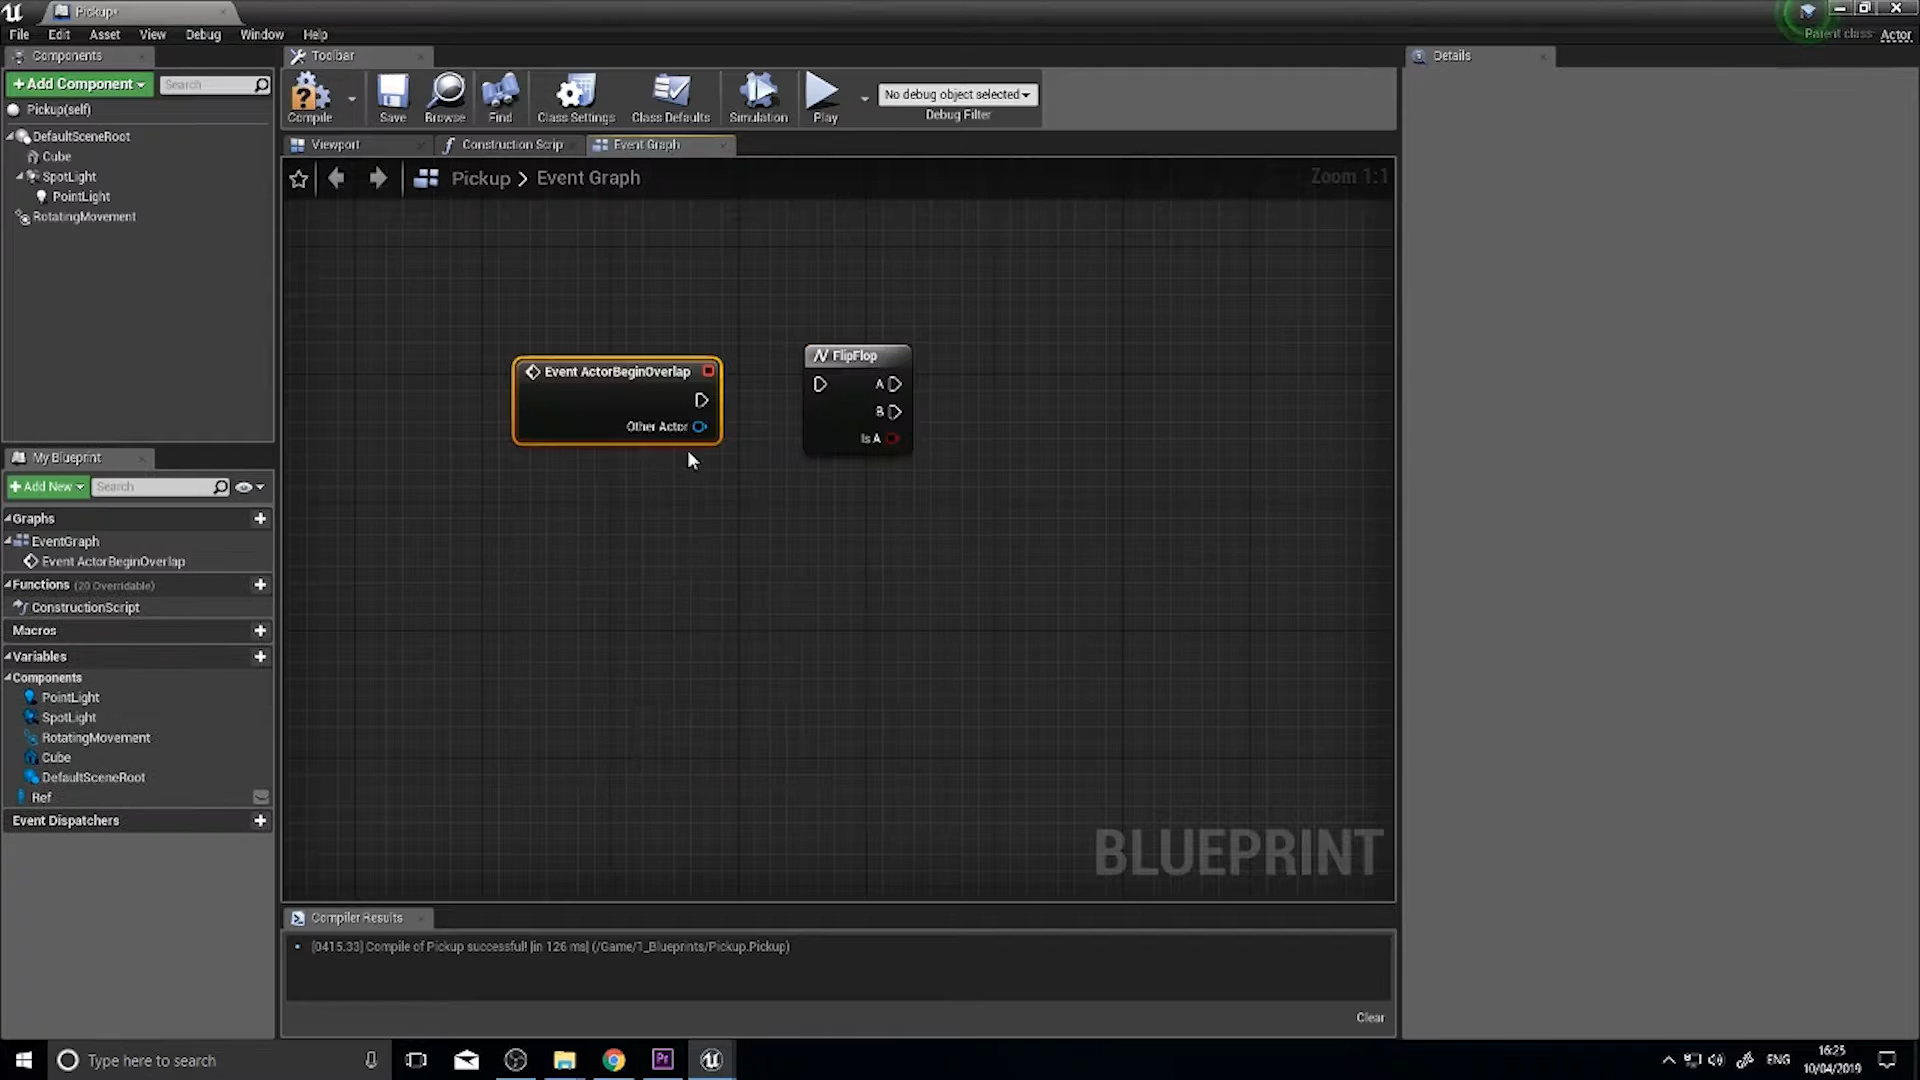 Pickup*
File Edit Asset View Debug Window Help
Parent class: Actor
Components
Toolbar
Details
+Add Component
Search
Pickup(self)
DefaultSceneRoot
Cube
SpotLight
PointLight
RotatingMovement
Compile
Save
Browse
Find
Class Settings
Class Defaults
Simulation
Play
No debug object selected
Debug Filter
Viewport
Construction Scrip
Event Graph
Pickup > Event Graph
Zoom 1:1
Event ActorBeginOverlap
Other Actor
FlipFlop
A
B
Is A
BLUEPRINT
My Blueprint
+Add New
Search
Graphs
EventGraph
Event ActorBeginOverlap
Functions (20 Overridable)
ConstructionScript
Macros
Variables
Components
PointLight
SpotLight
RotatingMovement
Cube
DefaultSceneRoot
Ref
Event Dispatchers
Compiler Results
[0415.33] Compile of Pickup successful! [in 126 ms] (/Game/1_Blueprints/Pickup.Pickup)
Clear
Type here to search
Pr
ENG
16:25
10/04/2019